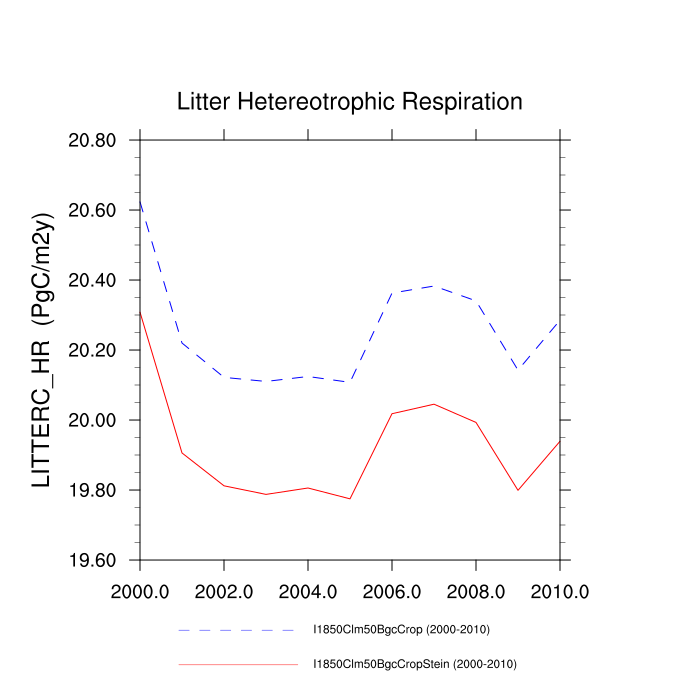 Litter Hetereotrophic Respiration
LITTERC_HR (PgC/m2y)
20.80
20.60
20.40
20.20
20.00
19.80
19.60
2000.0 2002.0 2004.0 2006.0 2008.0 2010.0
I1850Clm50BgcCrop (2000-2010)
I1850Clm50BgcCropStein (2000-2010)